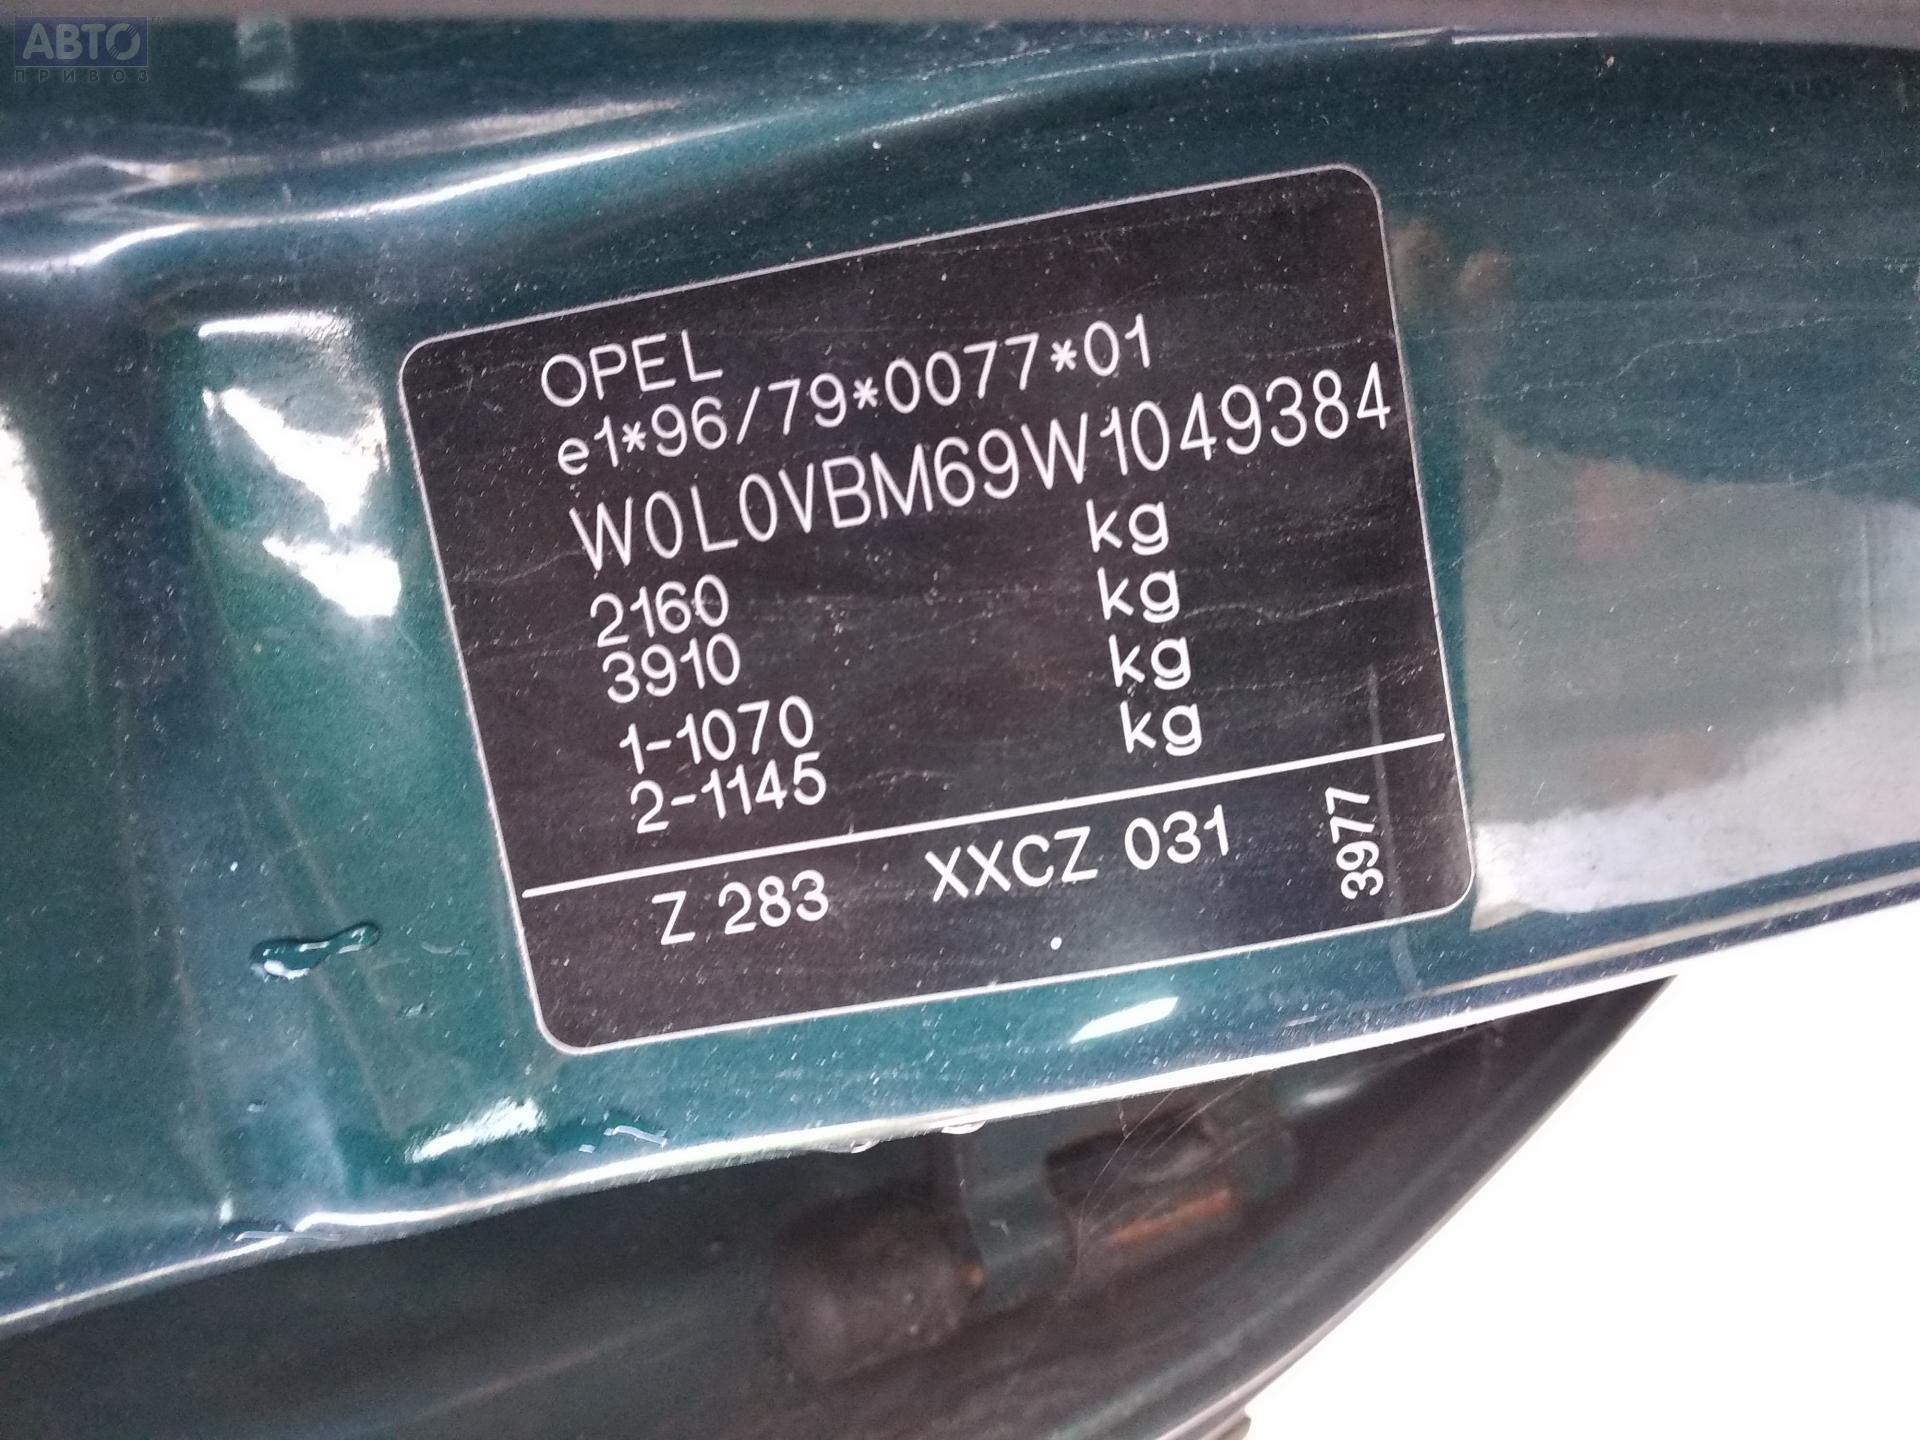 АВТО
ПРИВОЗ
OPEL
e1*96/79*0077*01
W0L0VBM69W1049384
2160 kg
3910 kg
1-1070 kg
2-1145 kg
Z 283 XXCZ 031
3977